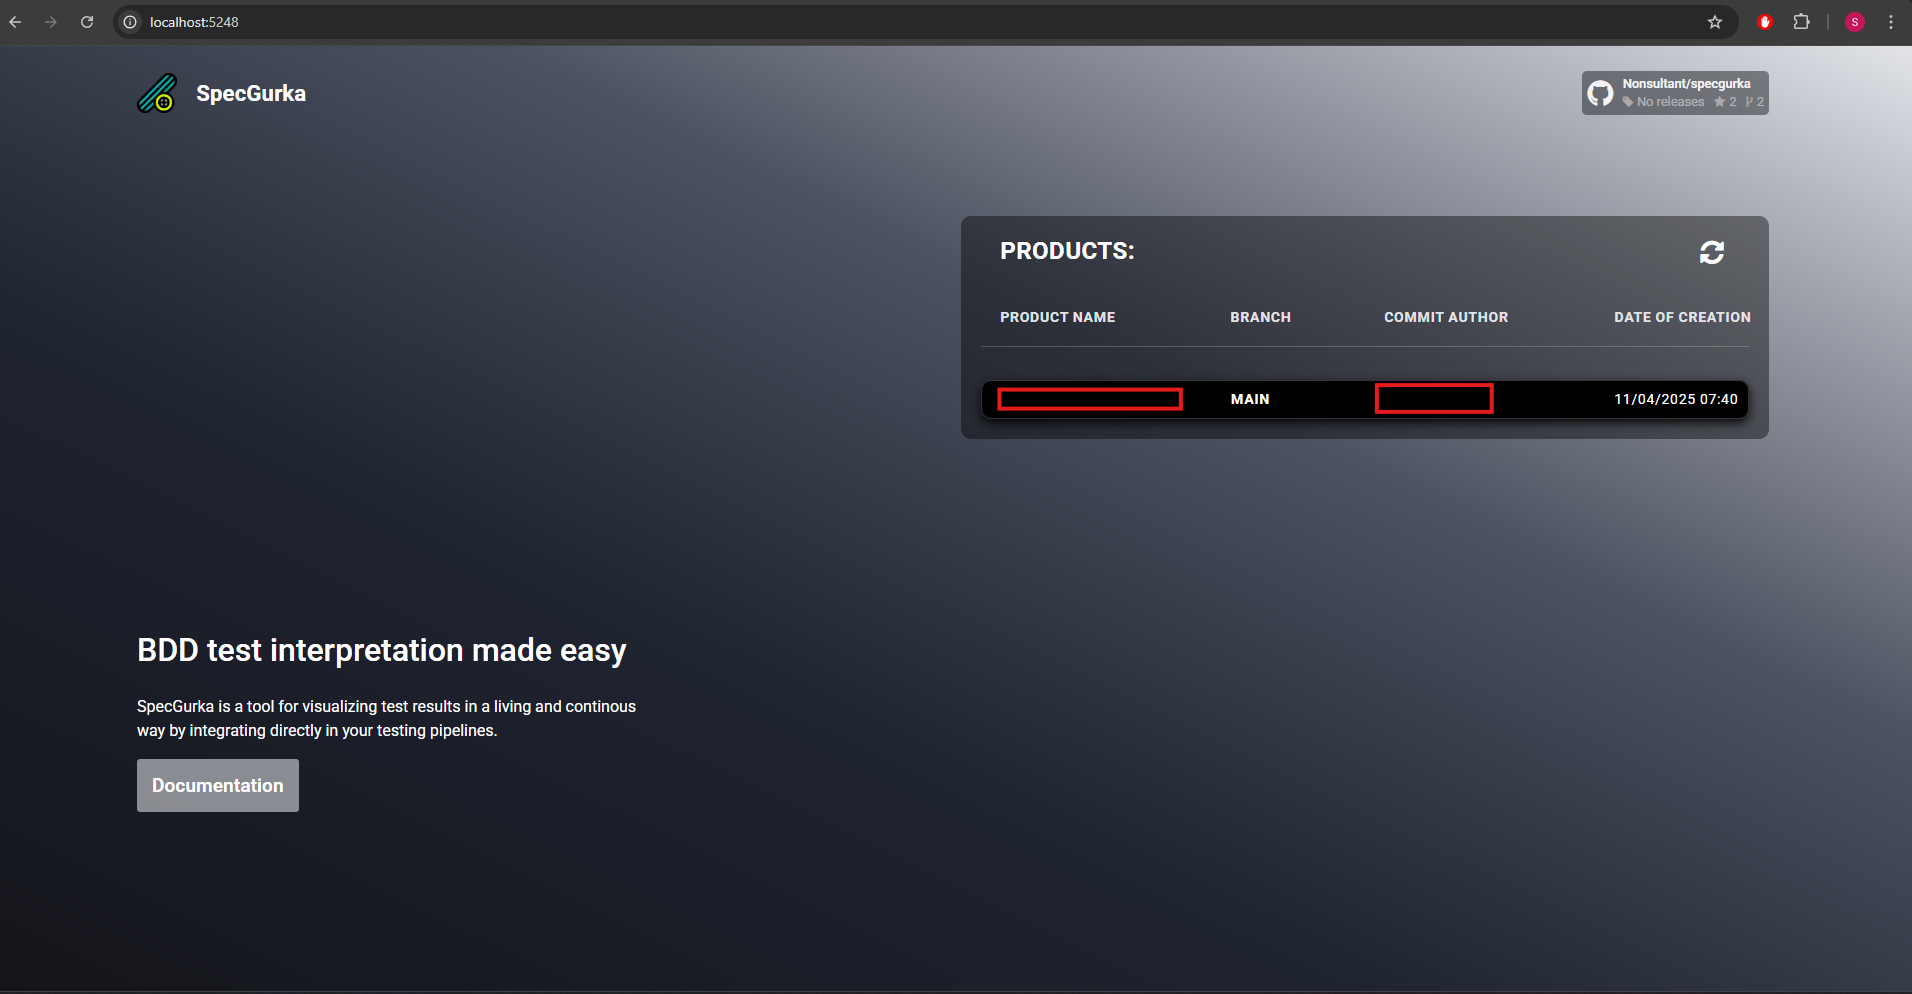 localhost:5248
S
SpecGurka
Nonsultant/specgurka
No releases 2 2
PRODUCTS:
PRODUCT NAME BRANCH COMMIT AUTHOR DATE OF CREATION
MAIN 11/04/2025 07:40
BDD test interpretation made easy
SpecGurka is a tool for visualizing test results in a living and continous
way by integrating directly in your testing pipelines.
Documentation